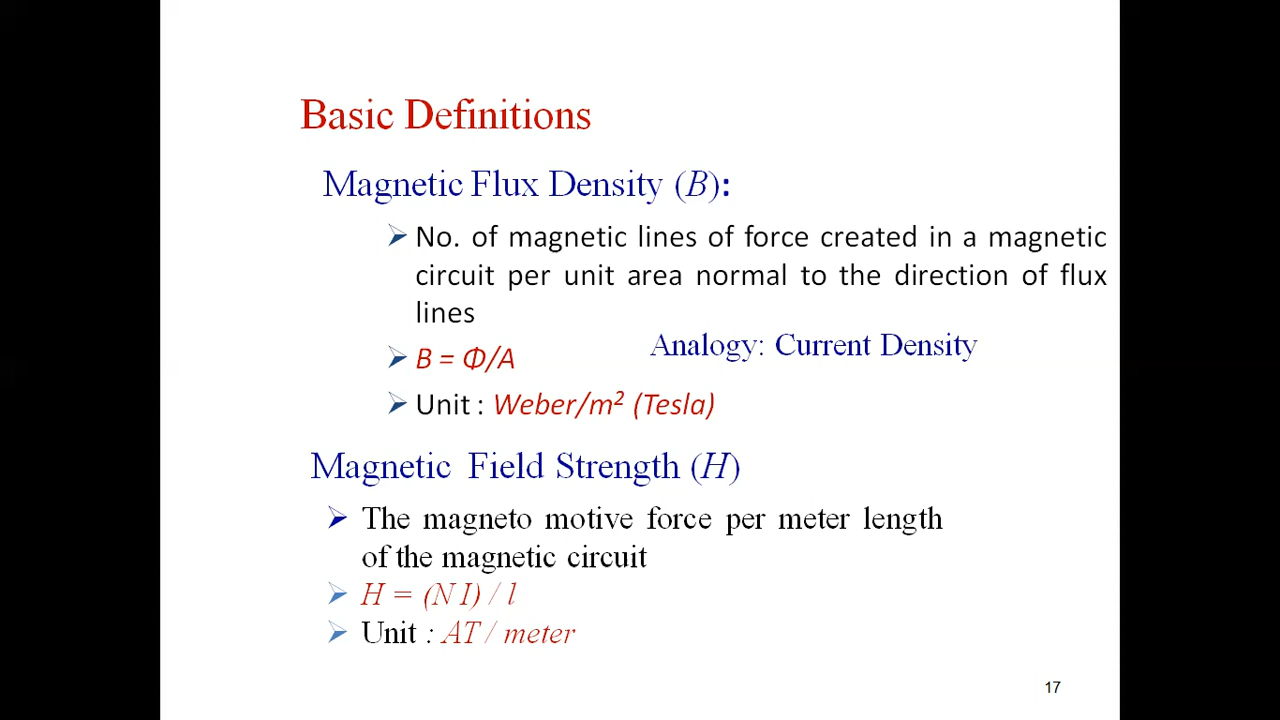 Basic Definitions
Magnetic Flux Density (B):
➢ No. of magnetic lines of force created in a magnetic
circuit per unit area normal to the direction of flux
lines
➢ B = Φ/A
Analogy: Current Density
➢ Unit : Weber/m² (Tesla)
Magnetic Field Strength (H)
➢ The magneto motive force per meter length
of the magnetic circuit
➢ H = (N I) / l
➢ Unit : AT / meter
17